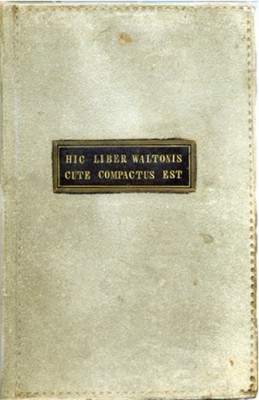 HIC LIBER WALTONIS
CUTE COMPACTUS EST